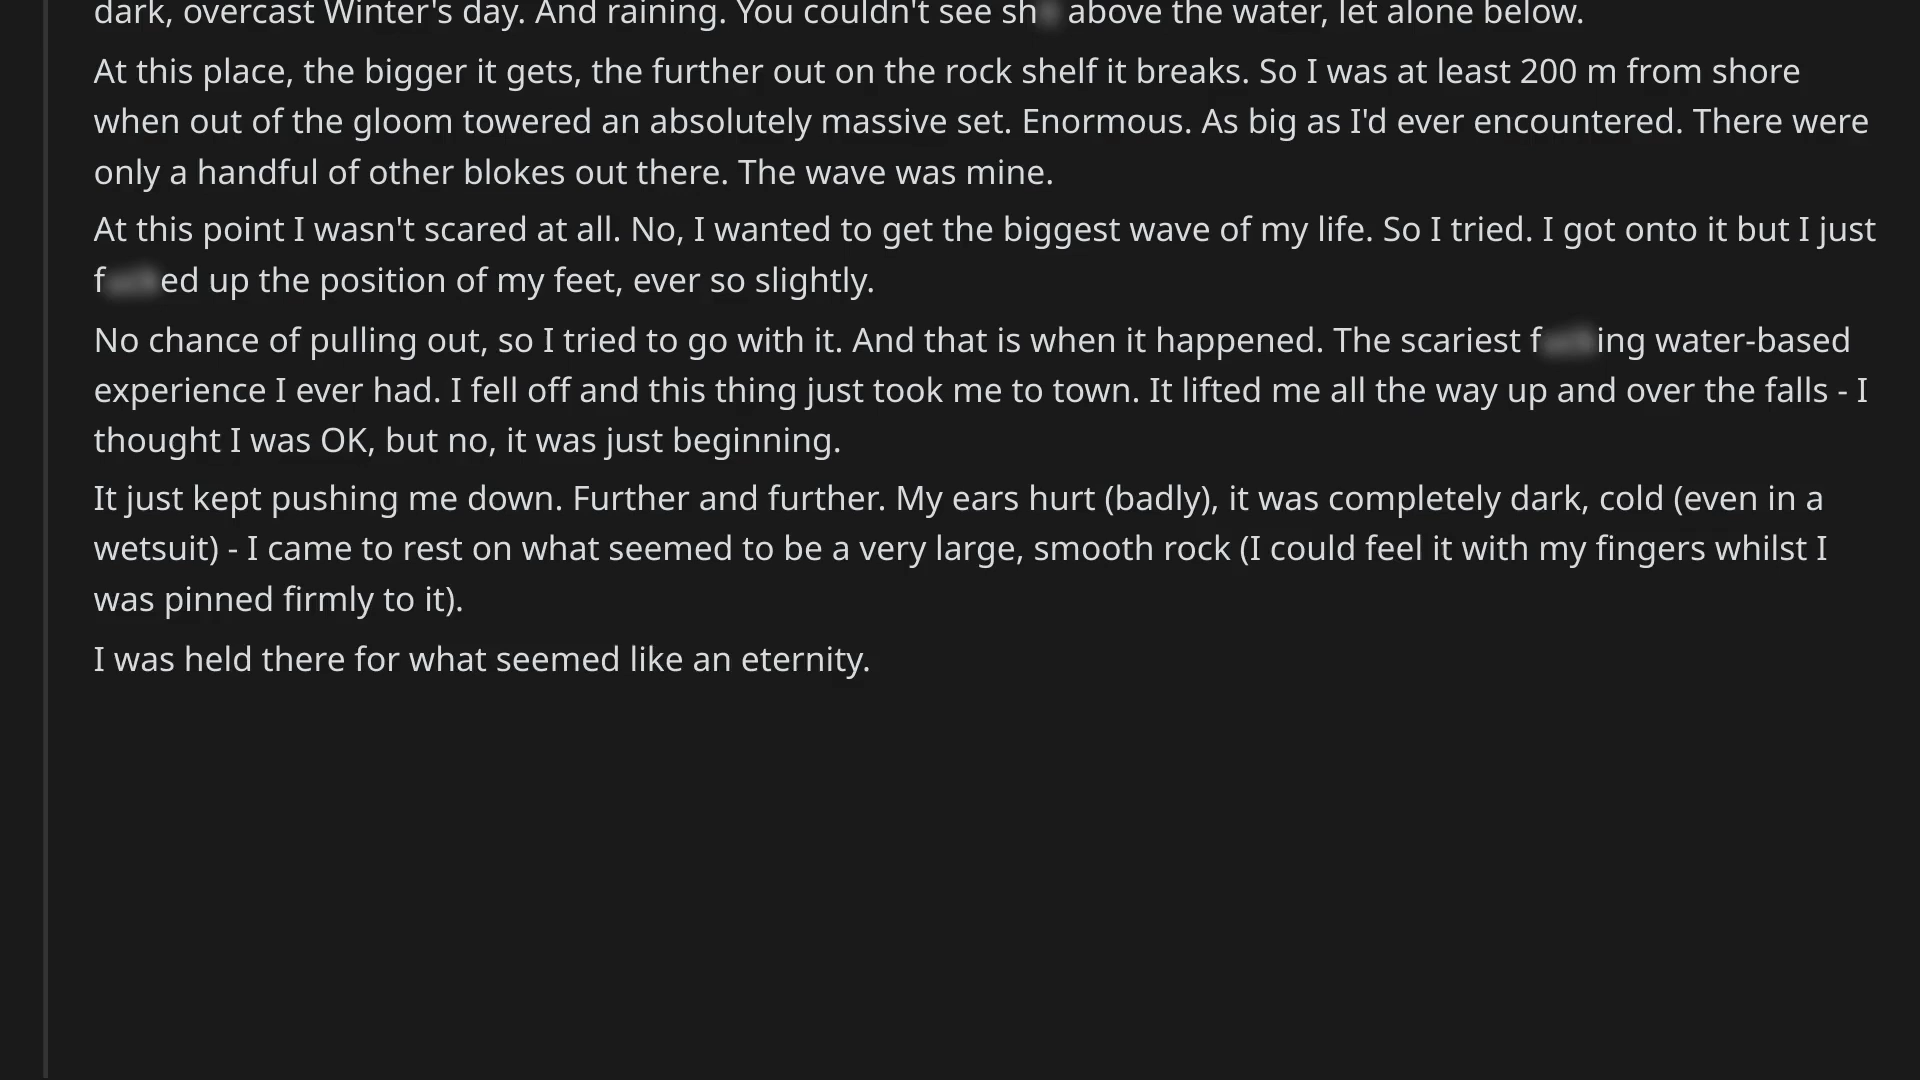 dark, overcast Winter's day. And raining. You couldn't see sh above the water, let alone below.
At this place, the bigger it gets, the further out on the rock shelf it breaks. So I was at least 200 m from shore
when out of the gloom towered an absolutely massive set. Enormous. As big as I'd ever encountered. There were
only a handful of other blokes out there. The wave was mine.
At this point I wasn't scared at all. No, I wanted to get the biggest wave of my life. So I tried. I got onto it but I just
f ed up the position of my feet, ever so slightly.
No chance of pulling out, so I tried to go with it. And that is when it happened. The scariest f ing water-based
experience I ever had. I fell off and this thing just took me to town. It lifted me all the way up and over the falls - I
thought I was OK, but no, it was just beginning.
It just kept pushing me down. Further and further. My ears hurt (badly), it was completely dark, cold (even in a
wetsuit) - I came to rest on what seemed to be a very large, smooth rock (I could feel it with my fingers whilst I
was pinned firmly to it).
I was held there for what seemed like an eternity.